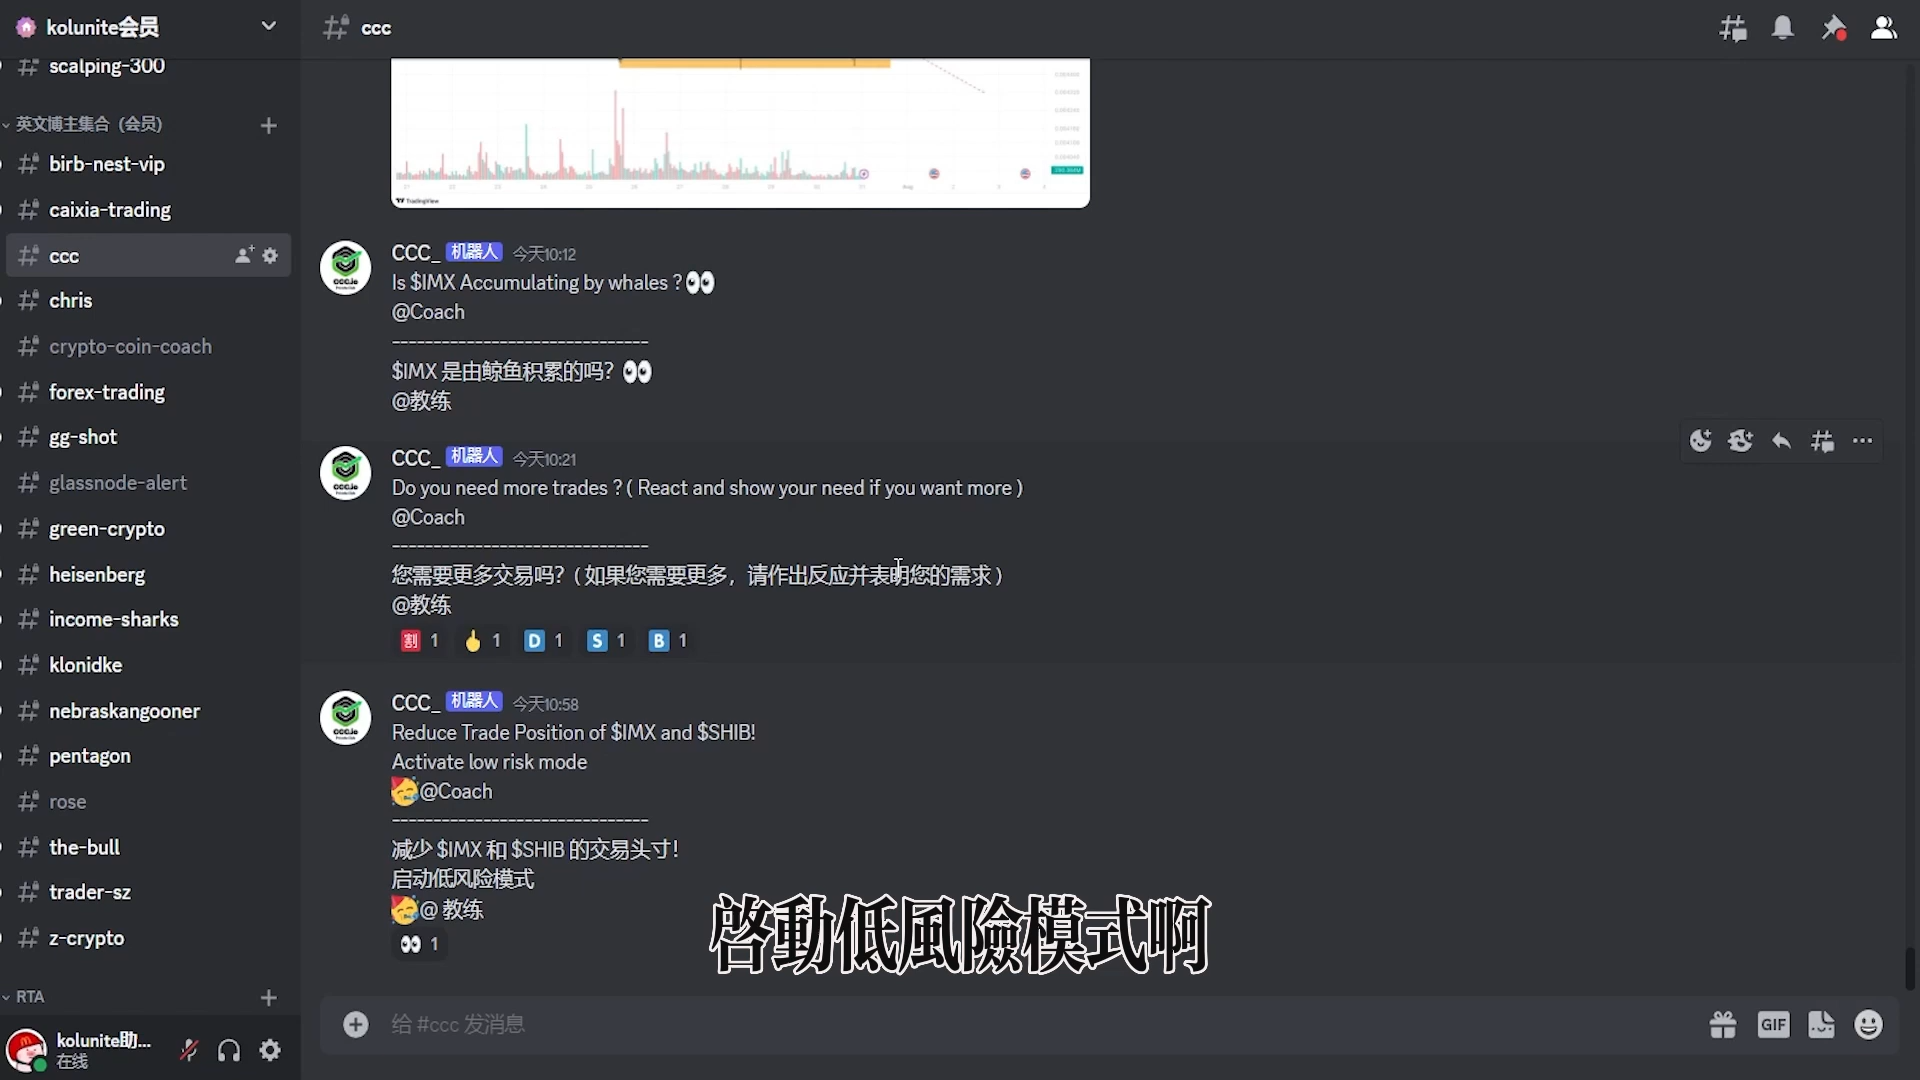 kolunite会员
scalping-300
英文博主集合 (会员)
birb-nest-vip
caixia-trading
ccc
chris
crypto-coin-coach
forex-trading
gg-shot
glassnode-alert
green-crypto
heisenberg
income-sharks
klonidke
nebraskangooner
pentagon
rose
the-bull
trader-sz
z-crypto
RTA
kolunite助...
在线
ccc
TradingView
CCC_ 机器人 今天10:12
Is $IMX Accumulating by whales ?👀
@Coach
-------------------------------
$IMX 是由鲸鱼积累的吗？👀
@教练
CCC_ 机器人 今天10:21
Do you need more trades ? ( React and show your need if you want more )
@Coach
-------------------------------
您需要更多交易吗？( 如果您需要更多，请作出反应并表明您的需求 )
@教练
割 1 🖕 1 D 1 S 1 B 1
CCC_ 机器人 今天10:58
Reduce Trade Position of $IMX and $SHIB!
Activate low risk mode
🥳@Coach
-------------------------------
减少 $IMX 和 $SHIB 的交易头寸！
启动低风险模式
🥳@ 教练
👀 1
啓動低風險模式啊
给 #ccc 发消息
GIF